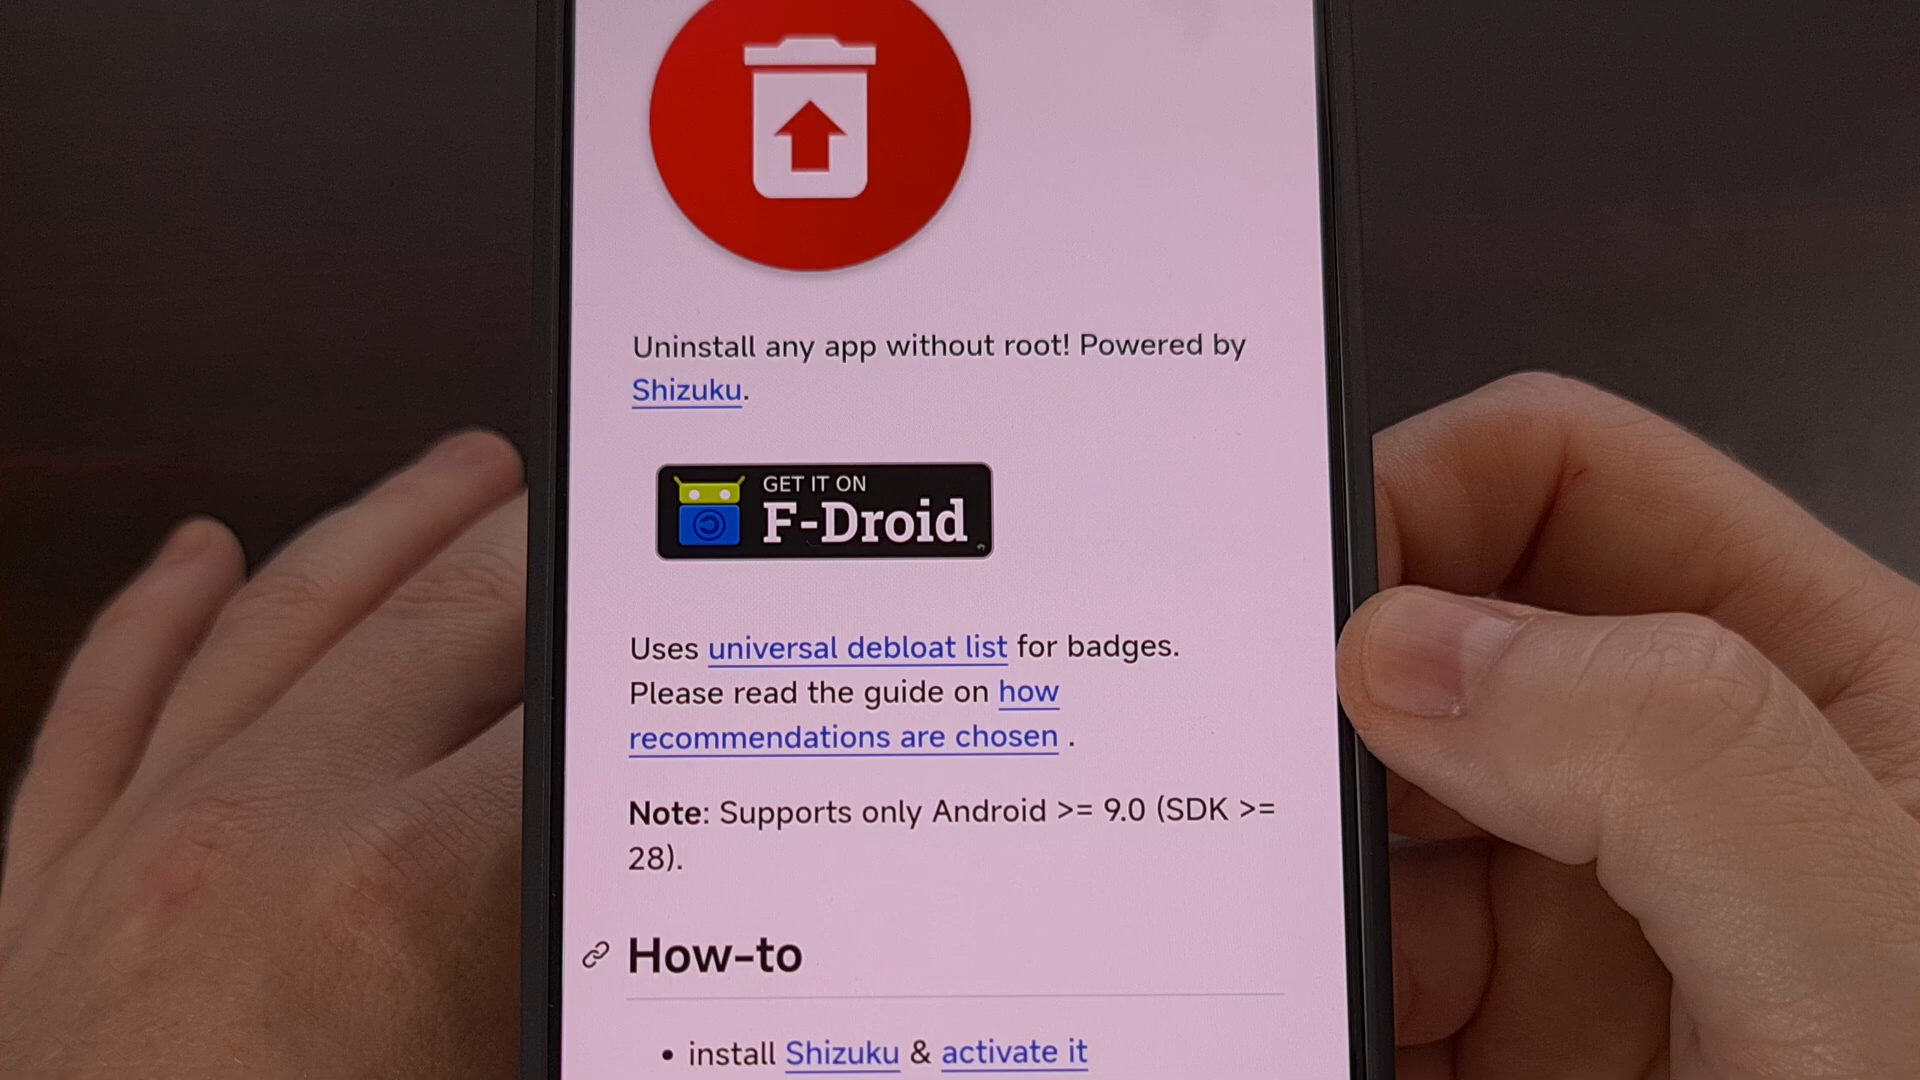 Uninstall any app without root! Powered by
Shizuku.
GET IT ON
F-Droid
Uses universal debloat list for badges.
Please read the guide on how
recommendations are chosen .
Note: Supports only Android >= 9.0 (SDK >=
28).
How-to
• install Shizuku & activate it